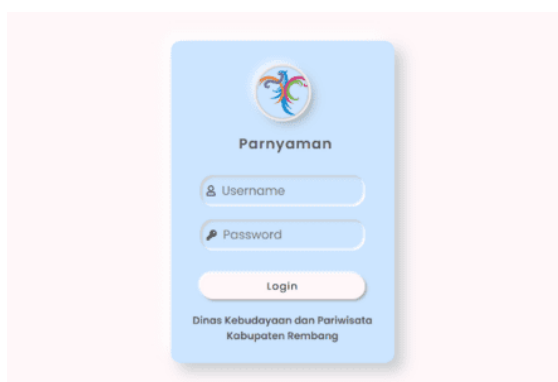 Parnyaman
Username
Password
Login
Dinas Kebudayaan dan Pariwisata
Kabupaten Rembang